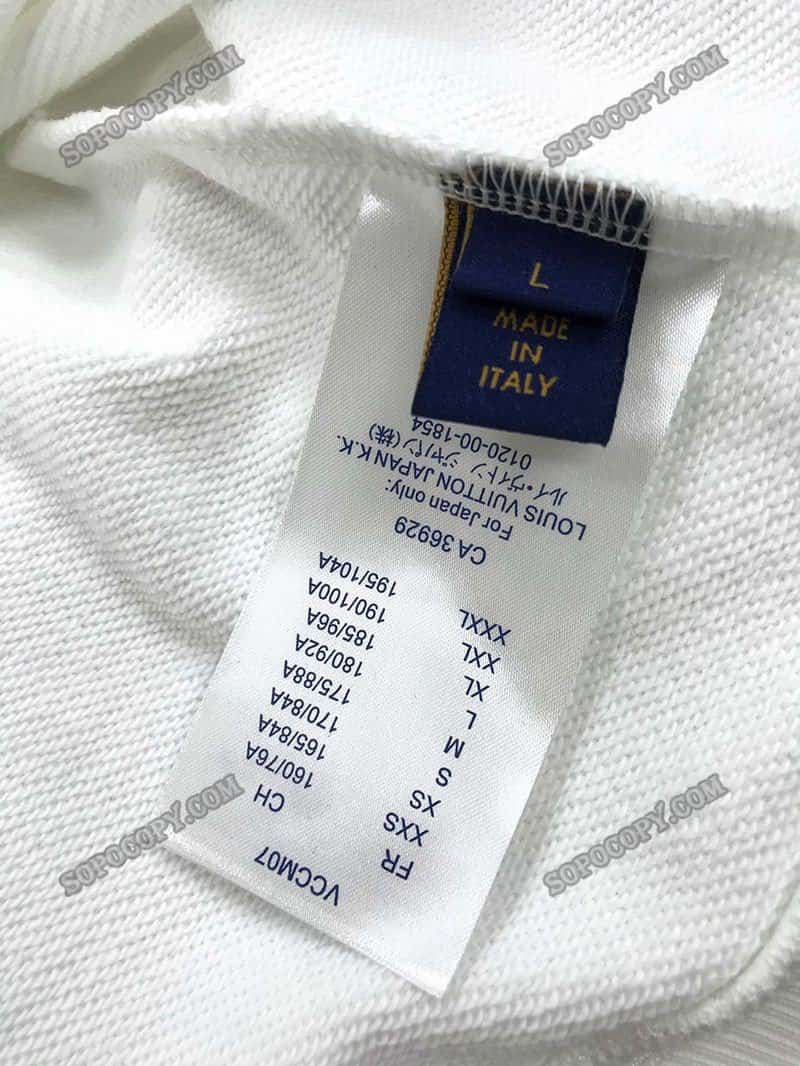 SOPOCOPY.COM
SOPOCOPY.COM
L
MADE
IN
ITALY
VCCM07
FR CH
XXS 160/76A
XS 165/84A
S 170/84A
M 175/88A
L 180/92A
XL 185/96A
XXL 190/100A
XXXL 195/104A
CA 36929
For Japan only:
LOUIS VUITTON JAPAN K.K.
ルイ・ヴィトン ジャパン(株)
0120-00-1854
SOPOCOPY.COM
SOPOCOPY.COM